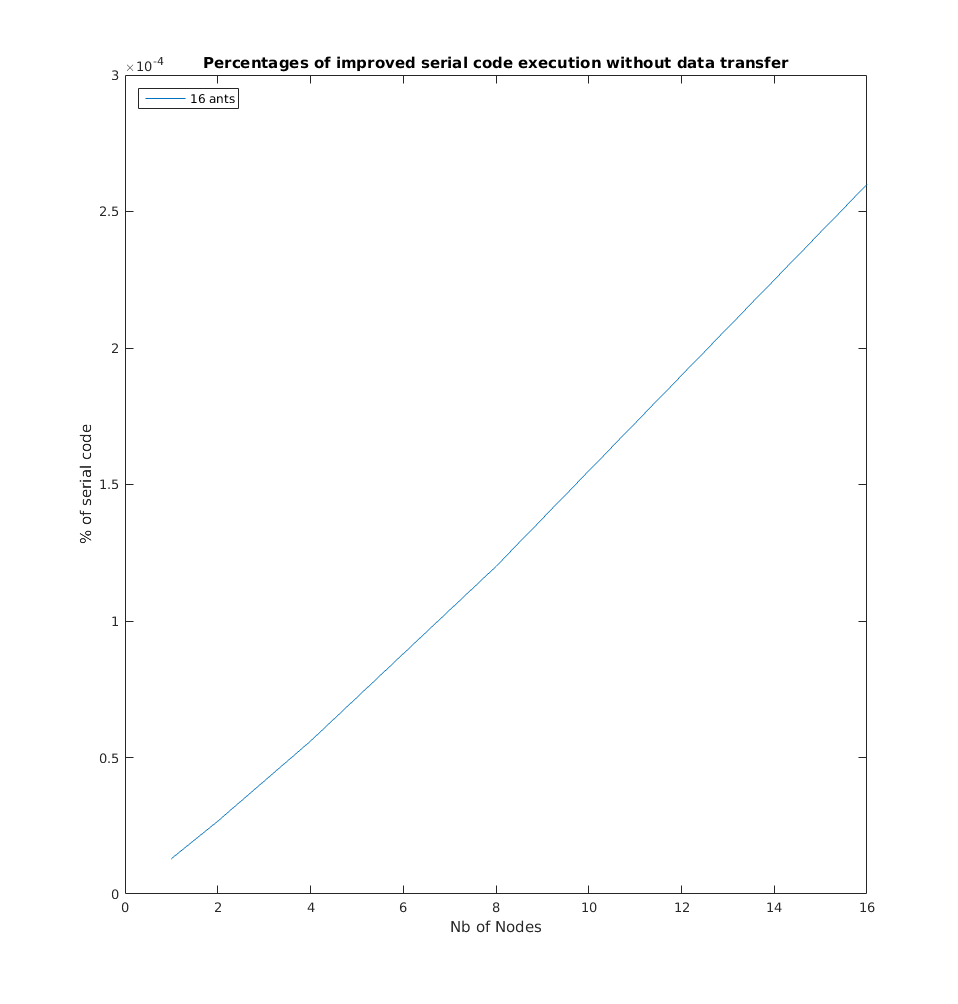 Percentages of improved serial code execution without data transfer
×10-4
16 ants
3
2.5
2
1.5
1
0.5
0
% of serial code
0 2 4 6 8 10 12 14 16
Nb of Nodes